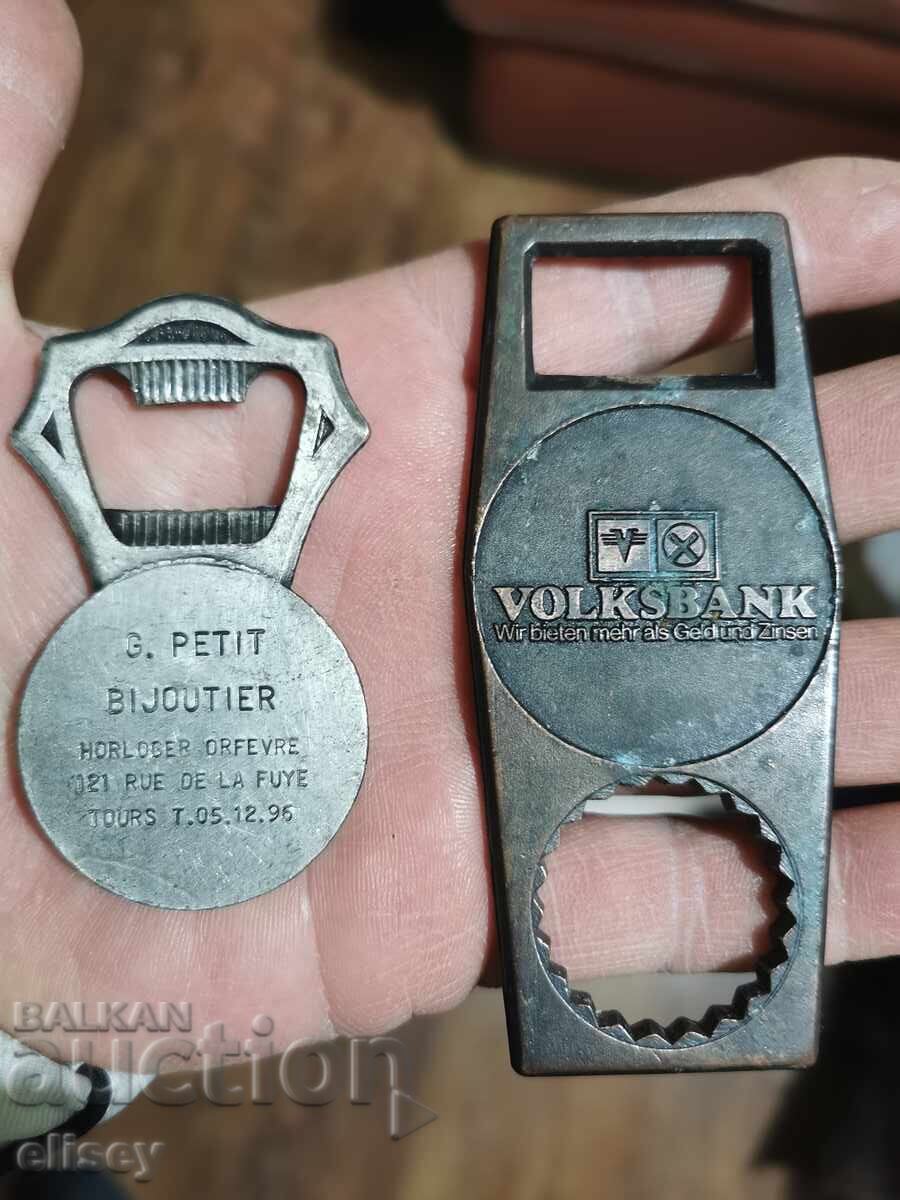 G. PETIT
BIJOUTIER
HORLOGER ORFEVRE
121 RUE DE LA FUYE
TOURS T.05.12.96
VOLKSBANK
Wir bieten mehr als Geld und Zinsen
BALKAN
auction
elisey